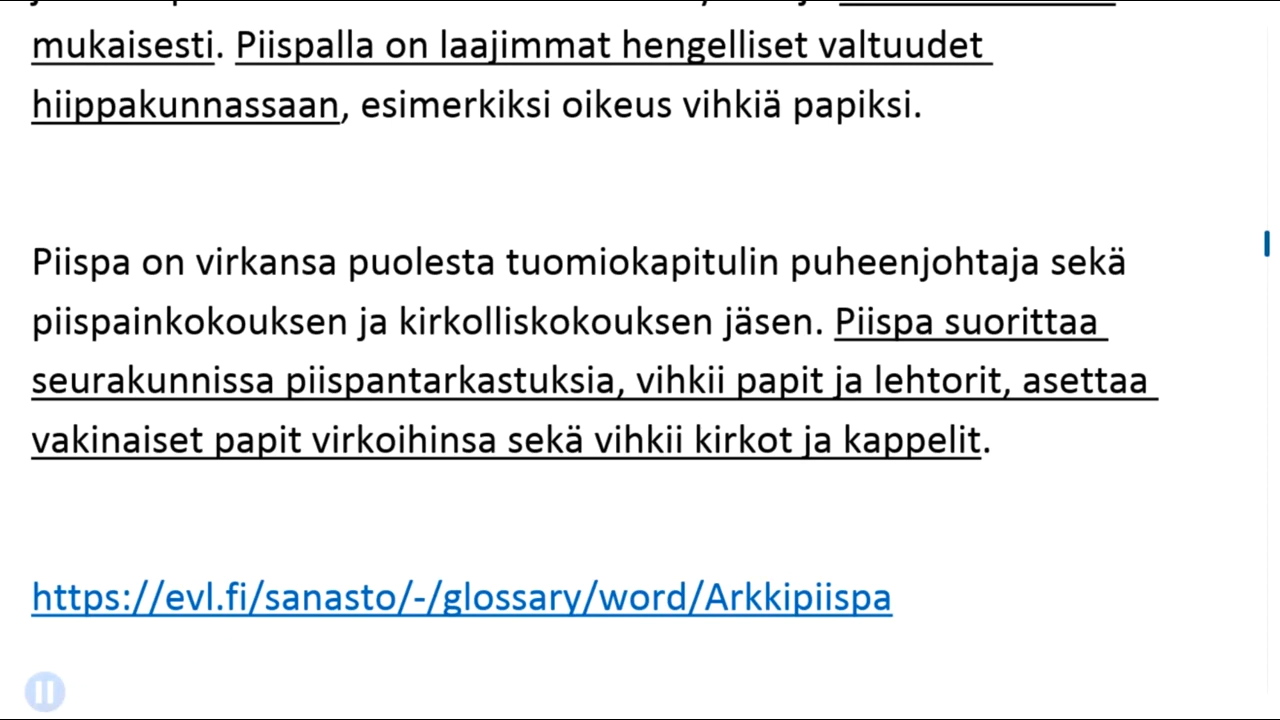 mukaisesti. Piispalla on laajimmat hengelliset valtuudet
hiippakunnassaan, esimerkiksi oikeus vihkiä papiksi.
Piispa on virkansa puolesta tuomiokapitulin puheenjohtaja sekä
piispainkokouksen ja kirkolliskokouksen jäsen. Piispa suorittaa
seurakunnissa piispantarkastuksia, vihkii papit ja lehtorit, asettaa
vakinaiset papit virkoihinsa sekä vihkii kirkot ja kappelit.
https://evl.fi/sanasto/-/glossary/word/Arkkipiispa